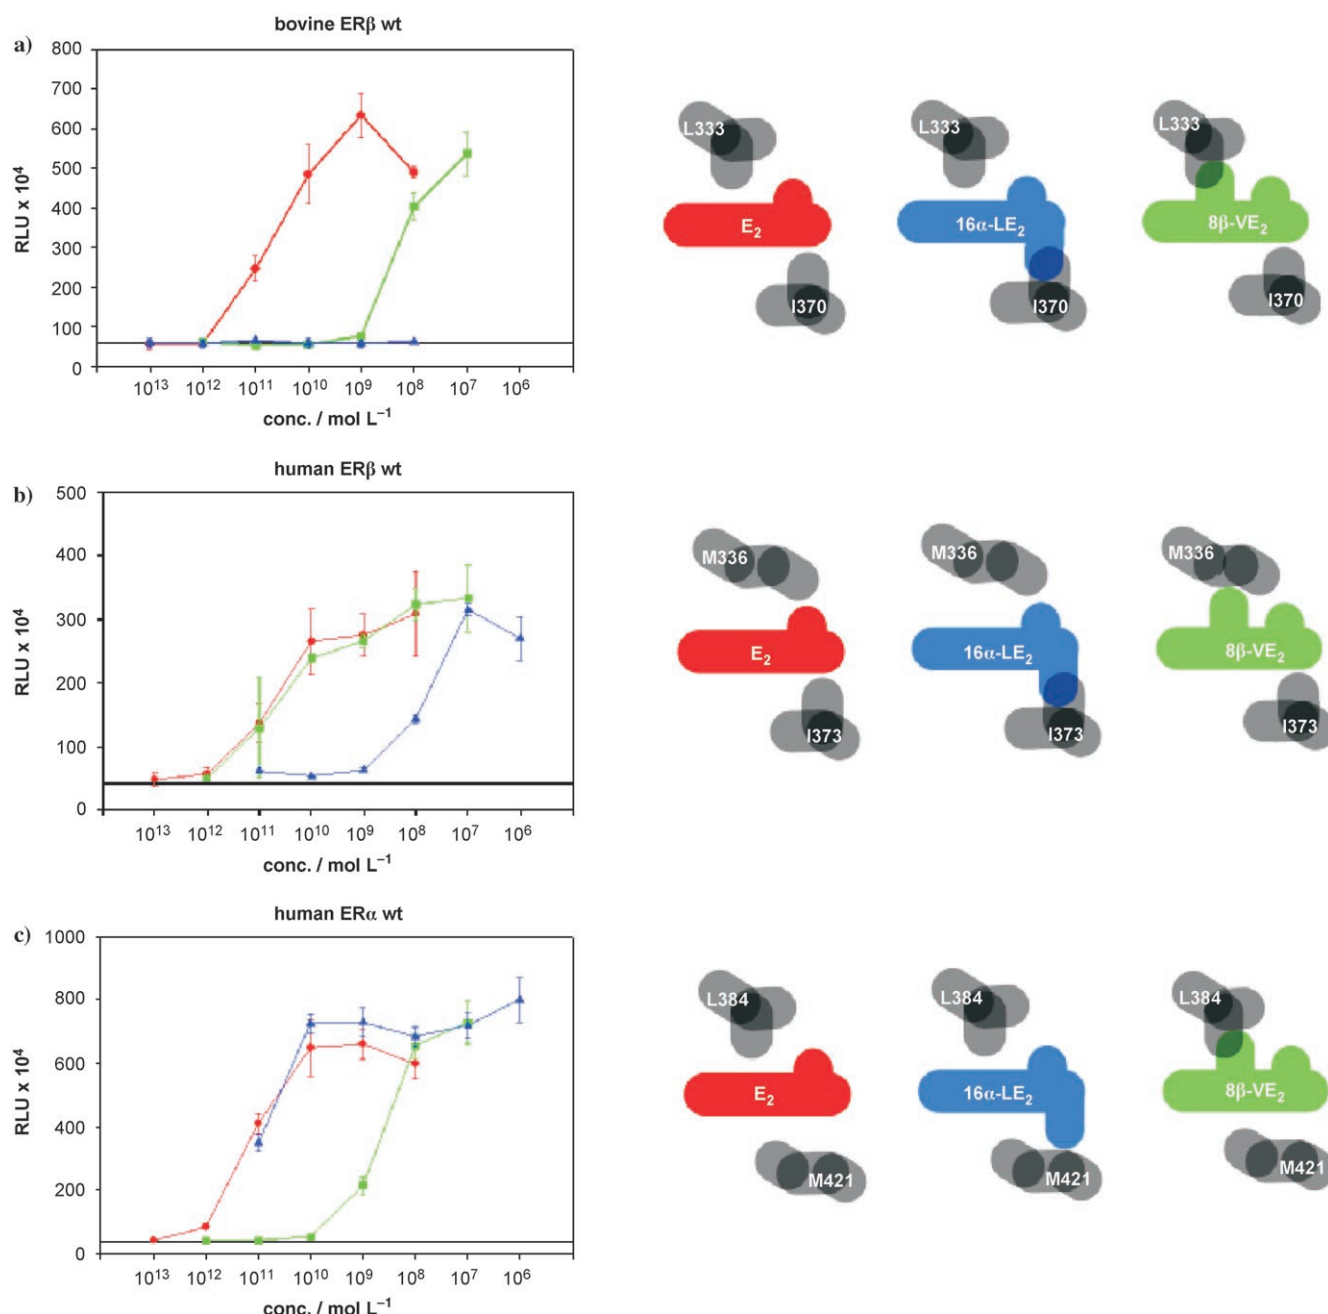 a)
bovine ERβ wt
RLU x 10⁴
800
700
600
500
400
300
200
100
0
10¹³ 10¹² 10¹¹ 10¹⁰ 10⁹ 10⁸ 10⁷ 10⁶
conc. / mol L⁻¹
L333
E₂
I370
L333
16α-LE₂
I370
L333
8β-VE₂
I370
b)
human ERβ wt
RLU x 10⁴
500
400
300
200
100
0
10¹³ 10¹² 10¹¹ 10¹⁰ 10⁹ 10⁸ 10⁷ 10⁶
conc. / mol L⁻¹
M336
E₂
I373
M336
16α-LE₂
I373
M336
8β-VE₂
I373
c)
human ERα wt
RLU x 10⁴
1000
800
600
400
200
0
10¹³ 10¹² 10¹¹ 10¹⁰ 10⁹ 10⁸ 10⁷ 10⁶
conc. / mol L⁻¹
L384
E₂
M421
L384
16α-LE₂
M421
L384
8β-VE₂
M421